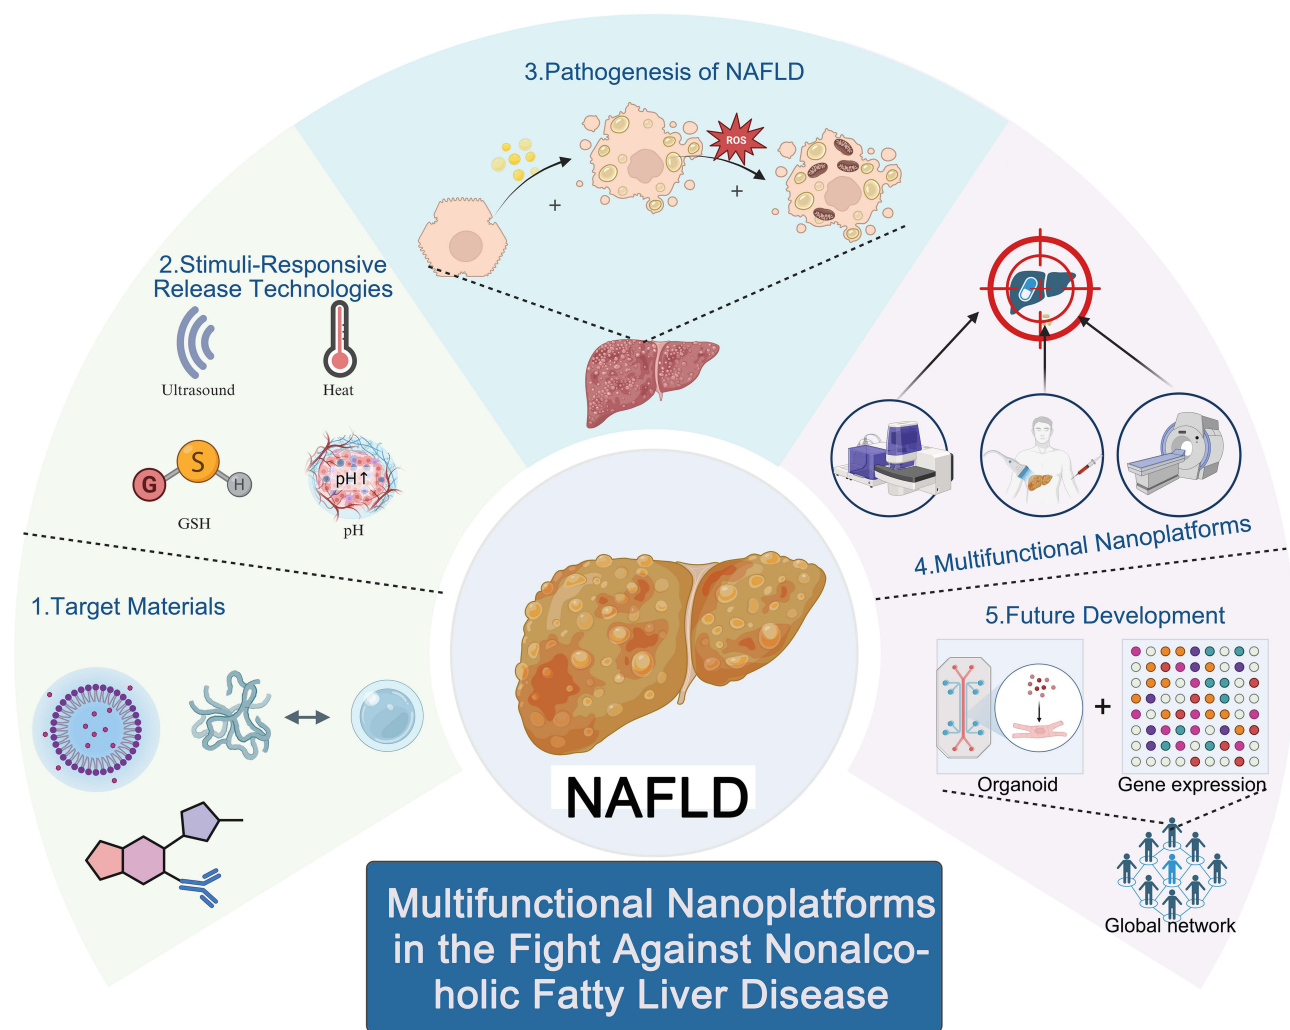 3.Pathogenesis of NAFLD
ROS
+
+
2.Stimuli-Responsive
Release Technologies
Ultrasound
Heat
G
S
H
GSH
pH↑
pH
1.Target Materials
4.Multifunctional Nanoplatforms
5.Future Development
+
Organoid
Gene expression
Global network
NAFLD
Multifunctional Nanoplatforms
in the Fight Against Nonalco-
holic Fatty Liver Disease